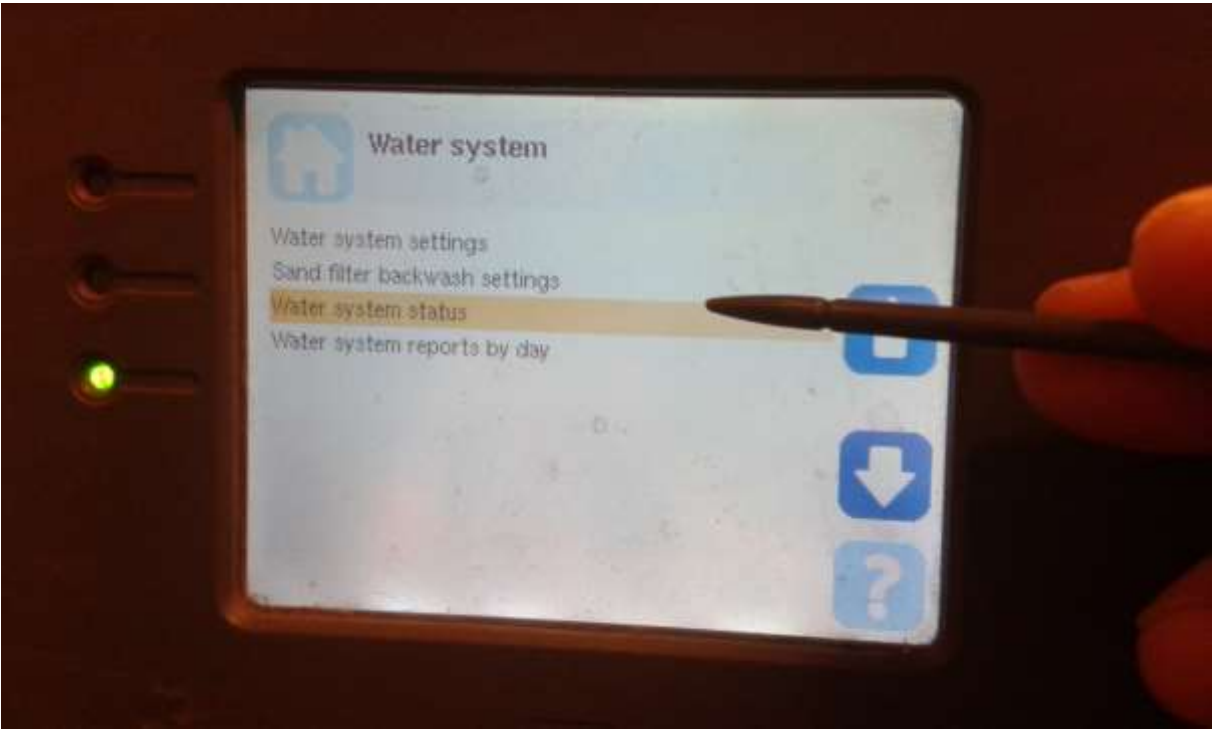 Water system
Water system settings
Sand filter backwash settings
Water system status
Water system reports by day
?